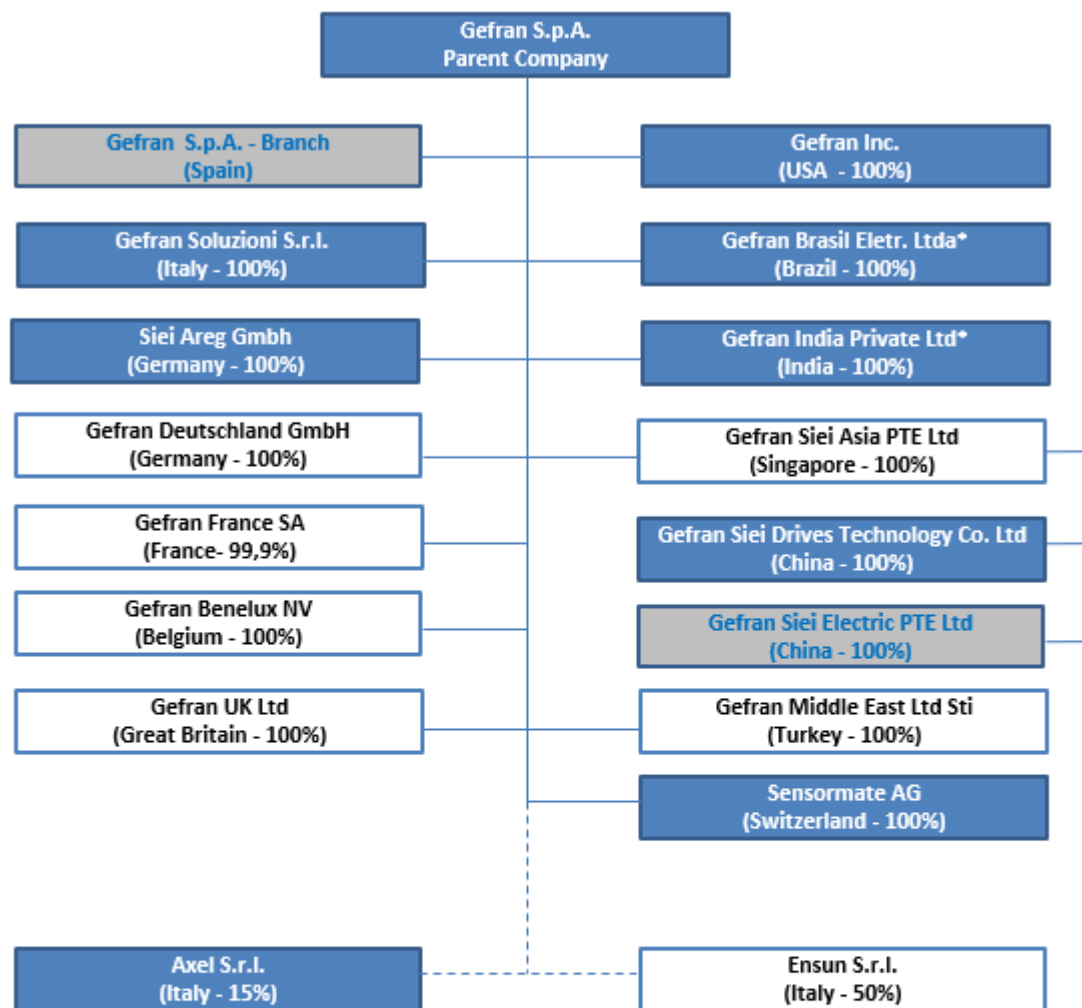 Gefran S.p.A.
Parent Company
Gefran S.p.A. - Branch
(Spain)
Gefran Inc.
(USA - 100%)
Gefran Soluzioni S.r.l.
(Italy - 100%)
Gefran Brasil Eletr. Ltda*
(Brazil - 100%)
Siei Areg Gmbh
(Germany - 100%)
Gefran India Private Ltd*
(India - 100%)
Gefran Deutschland GmbH
(Germany - 100%)
Gefran Siei Asia PTE Ltd
(Singapore - 100%)
Gefran France SA
(France- 99,9%)
Gefran Siei Drives Technology Co. Ltd
(China - 100%)
Gefran Benelux NV
(Belgium - 100%)
Gefran Siei Electric PTE Ltd
(China - 100%)
Gefran UK Ltd
(Great Britain - 100%)
Gefran Middle East Ltd Sti
(Turkey - 100%)
Sensormate AG
(Switzerland - 100%)
Axel S.r.l.
(Italy - 15%)
Ensun S.r.l.
(Italy - 50%)